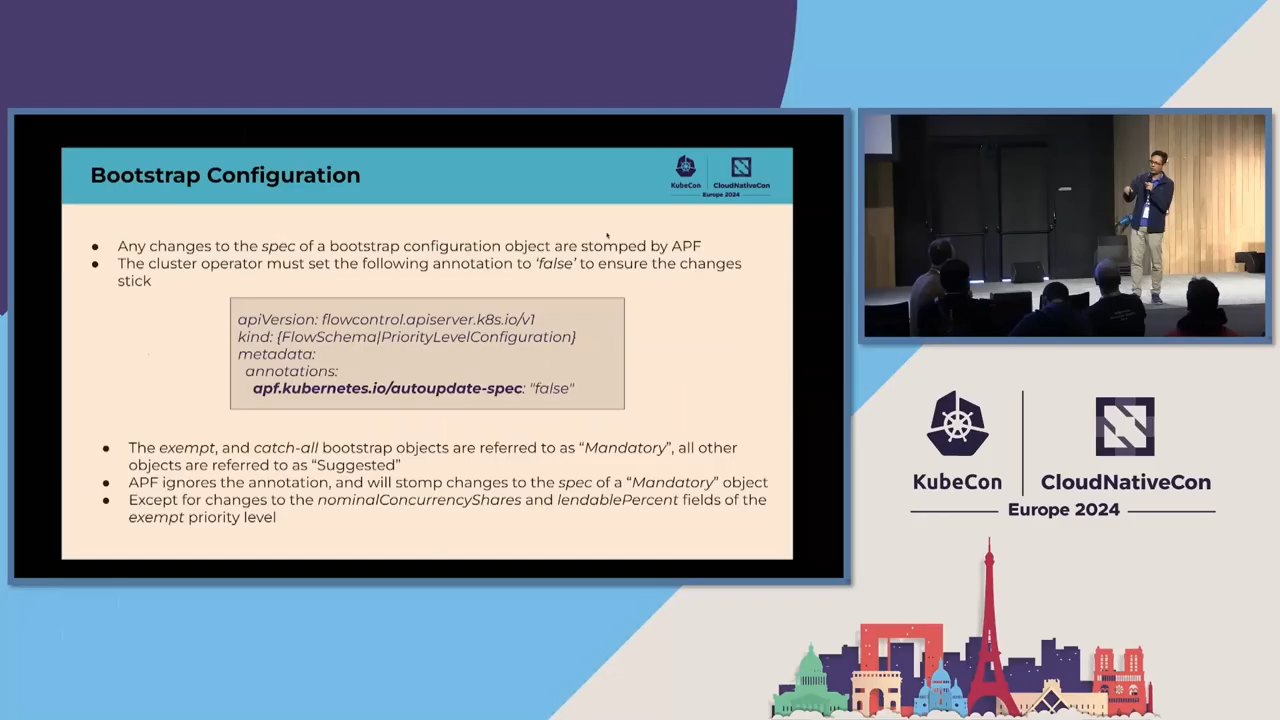 Bootstrap Configuration
KubeCon
CloudNativeCon
Europe 2024
Any changes to the spec of a bootstrap configuration object are stomped by APF
The cluster operator must set the following annotation to ‘false’ to ensure the changes
stick
apiVersion: flowcontrol.apiserver.k8s.io/v1
kind: {FlowSchema|PriorityLevelConfiguration}
metadata:
annotations:
apf.kubernetes.io/autoupdate-spec: "false"
The exempt, and catch-all bootstrap objects are referred to as “Mandatory”, all other
objects are referred to as “Suggested”
APF ignores the annotation, and will stomp changes to the spec of a “Mandatory” object
Except for changes to the nominalConcurrencyShares and lendablePercent fields of the
exempt priority level
KubeCon
CloudNativeCon
Europe 2024